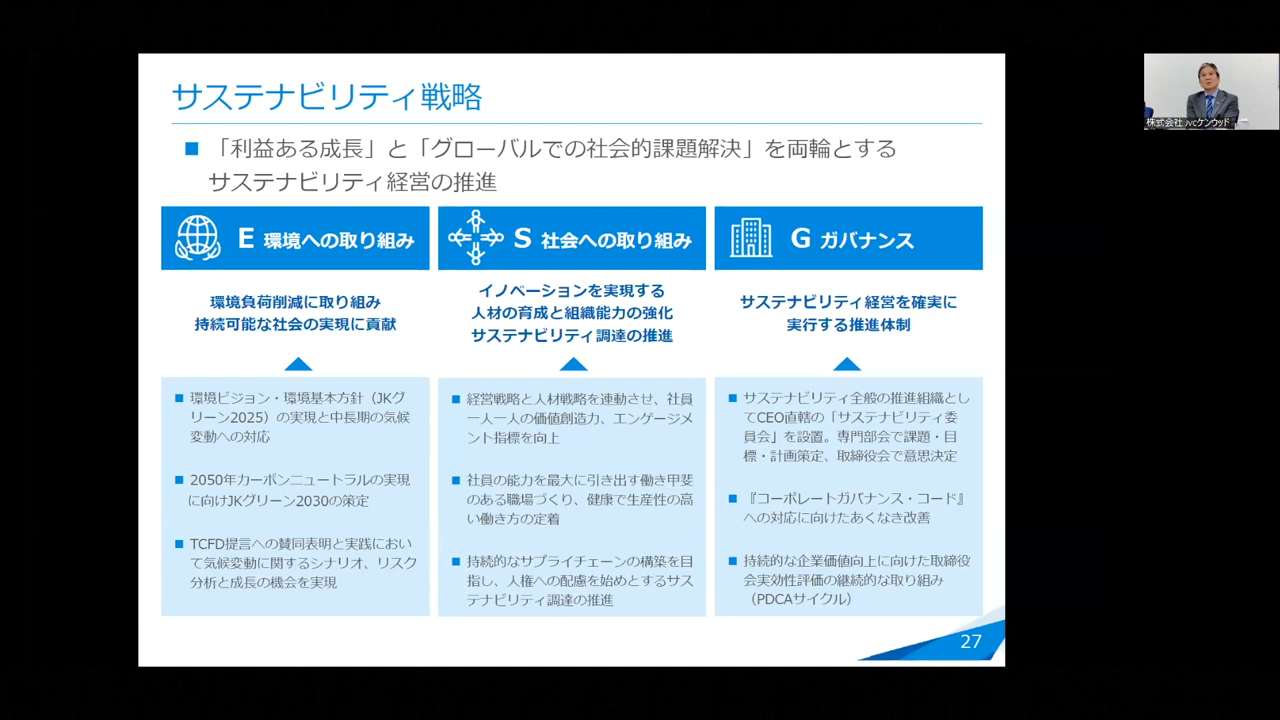 サステナビリティ戦略
■ 「利益ある成長」と「グローバルでの社会的課題解決」を両輪とする
サステナビリティ経営の推進
E 環境への取り組み
環境負荷削減に取り組み
持続可能な社会の実現に貢献
■ 環境ビジョン・環境基本方針（JKグ
リーン2025）の実現と中長期の気候
変動への対応
■ 2050年カーボンニュートラルの実現
に向けJKグリーン2030の策定
■ TCFD提言への賛同表明と実践におい
て気候変動に関するシナリオ、リスク
分析と成長の機会を実現
S 社会への取り組み
イノベーションを実現する
人材の育成と組織能力の強化
サステナビリティ調達の推進
■ 経営戦略と人材戦略を連動させ、社員
一人一人の価値創造力、エンゲージメ
ント指標を向上
■ 社員の能力を最大に引き出す働き甲斐
のある職場づくり、健康で生産性の高
い働き方の定着
■ 持続的なサプライチェーンの構築を目
指し、人権への配慮を始めとするサス
テナビリティ調達の推進
G ガバナンス
サステナビリティ経営を確実に
実行する推進体制
■ サステナビリティ全般の推進組織とし
てCEO直轄の「サステナビリティ委
員会」を設置。専門部会で課題・目
標・計画策定、取締役会で意思決定
■ 『コーポレートガバナンス・コード』
への対応に向けたあくなき改善
■ 持続的な企業価値向上に向けた取締役
会実効性評価の継続的な取り組み
（PDCAサイクル）
27
株式会社 JVCケンウッド